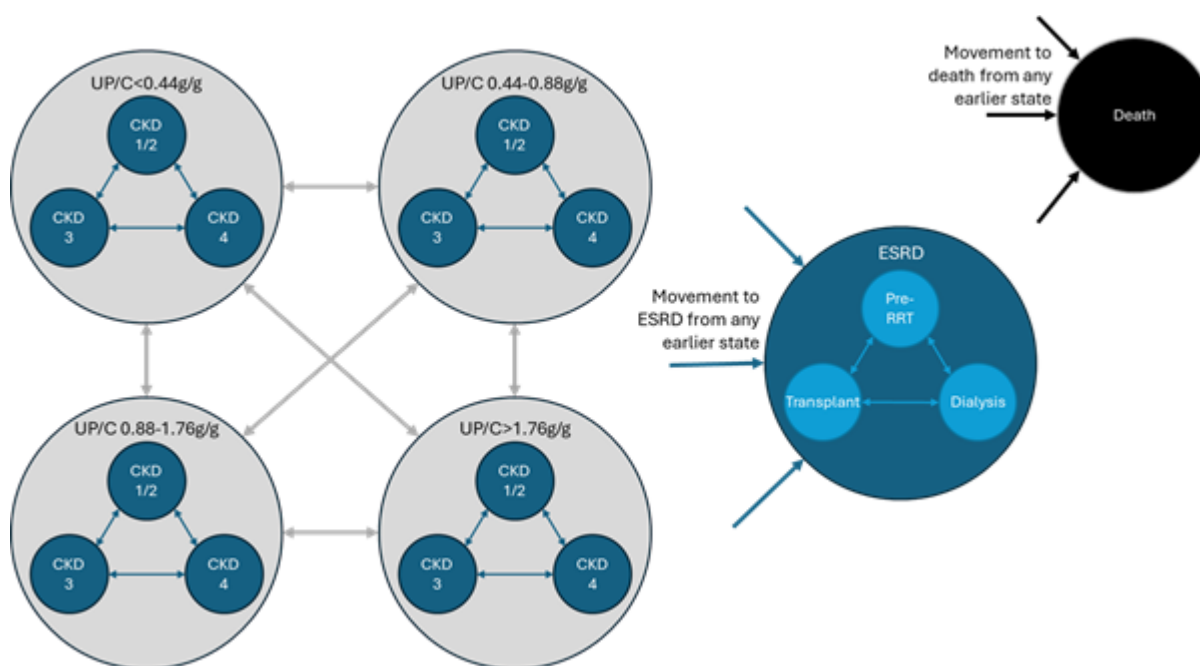 UP/C<0.44g/g
CKD
1/2
CKD
3
CKD
4
UP/C 0.44-0.88g/g
CKD
1/2
CKD
3
CKD
4
UP/C 0.88-1.76g/g
CKD
1/2
CKD
3
CKD
4
UP/C>1.76g/g
CKD
1/2
CKD
3
CKD
4
Movement to
ESRD from any
earlier state
ESRD
Pre-
RRT
Transplant
Dialysis
Movement to
death from any
earlier state
Death